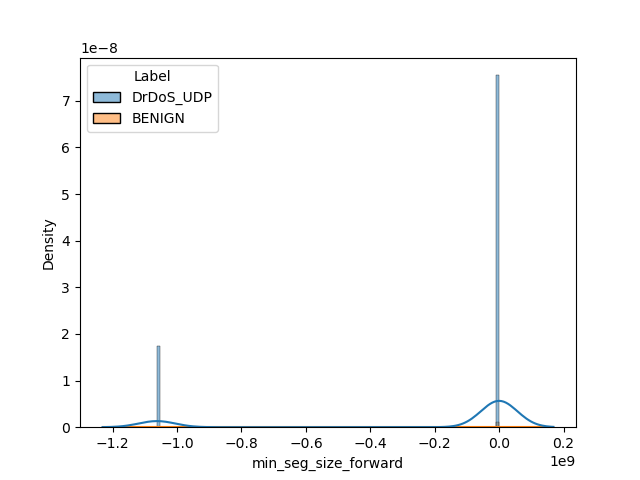 1e−8
Label
DrDoS_UDP
BENIGN
7
6
5
4
3
2
1
0
Density
−1.2 −1.0 −0.8 −0.6 −0.4 −0.2 0.0 0.2
min_seg_size_forward
1e9